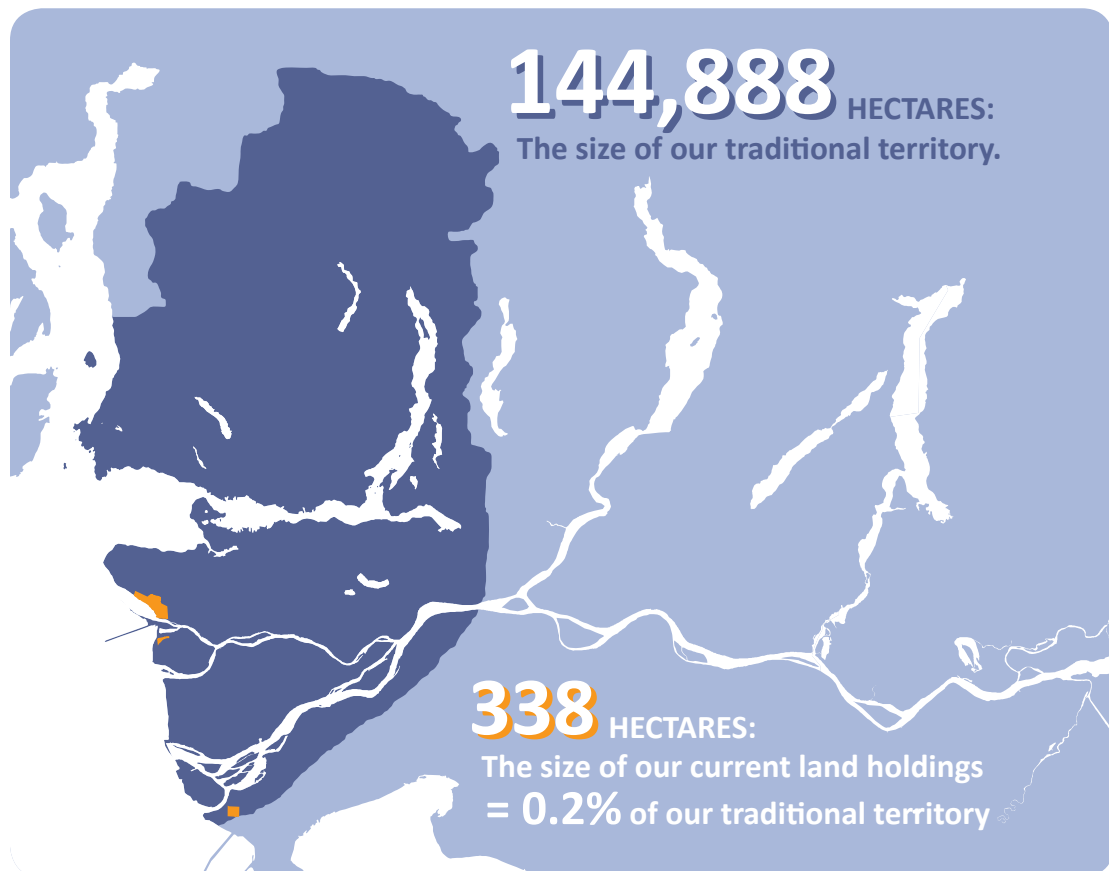 144,888 HECTARES:
The size of our traditional territory.
338 HECTARES:
The size of our current land holdings
= 0.2% of our traditional territory